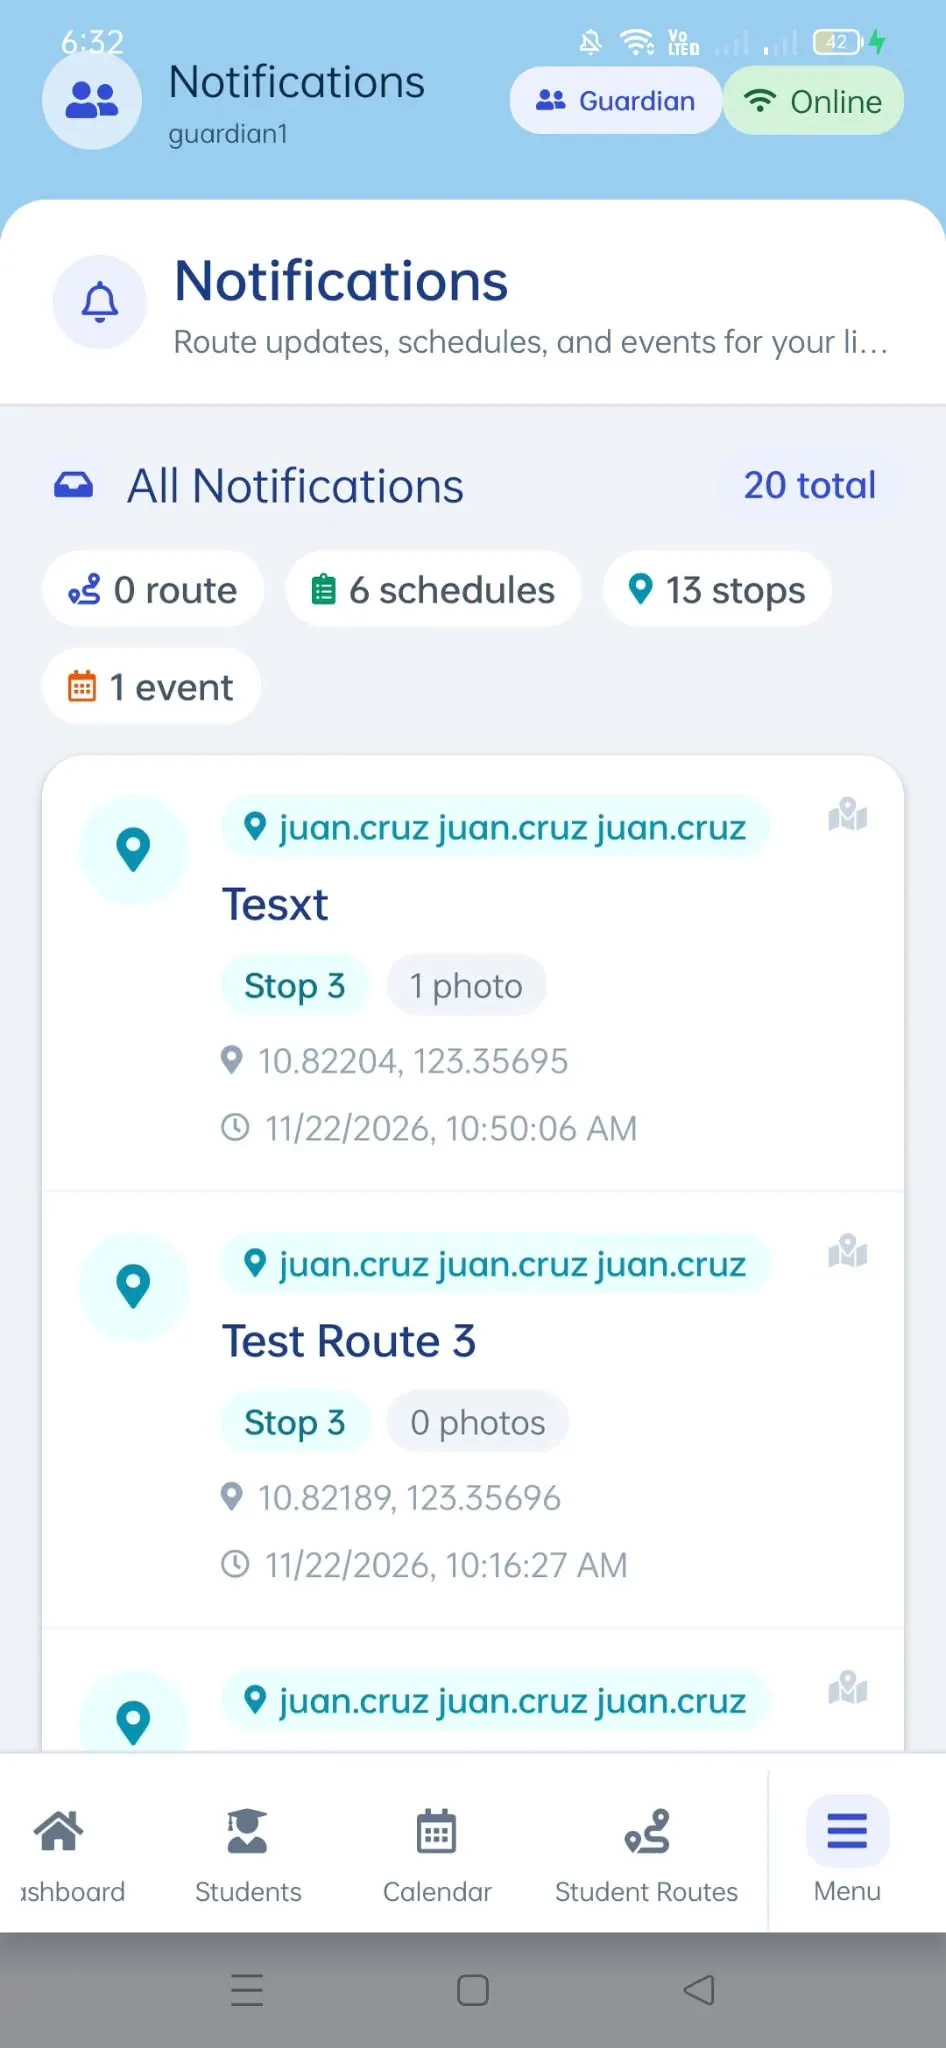 6:32
Vo LTED
42
Notifications
guardian1
Guardian
Online
Notifications
Route updates, schedules, and events for your li...
All Notifications
20 total
0 route
6 schedules
13 stops
1 event
juan.cruz juan.cruz juan.cruz
Tesxt
Stop 3
1 photo
10.82204, 123.35695
11/22/2026, 10:50:06 AM
juan.cruz juan.cruz juan.cruz
Test Route 3
Stop 3
0 photos
10.82189, 123.35696
11/22/2026, 10:16:27 AM
juan.cruz juan.cruz juan.cruz
ashboard
Students
Calendar
Student Routes
Menu